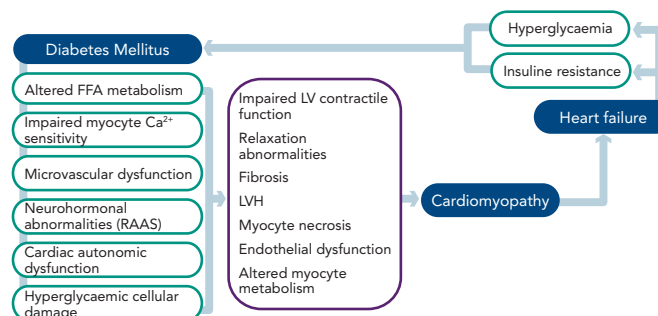 Hyperglycaemia
Diabetes Mellitus
Insuline resistance
Altered FFA metabolism
Impaired myocyte Ca²⁺
sensitivity
Microvascular dysfunction
Neurohormonal
abnormalities (RAAS)
Cardiac autonomic
dysfunction
Hyperglycaemic cellular
damage
Impaired LV contractile
function
Relaxation
abnormalities
Fibrosis
LVH
Myocyte necrosis
Endothelial dysfunction
Altered myocyte
metabolism
Cardiomyopathy
Heart failure